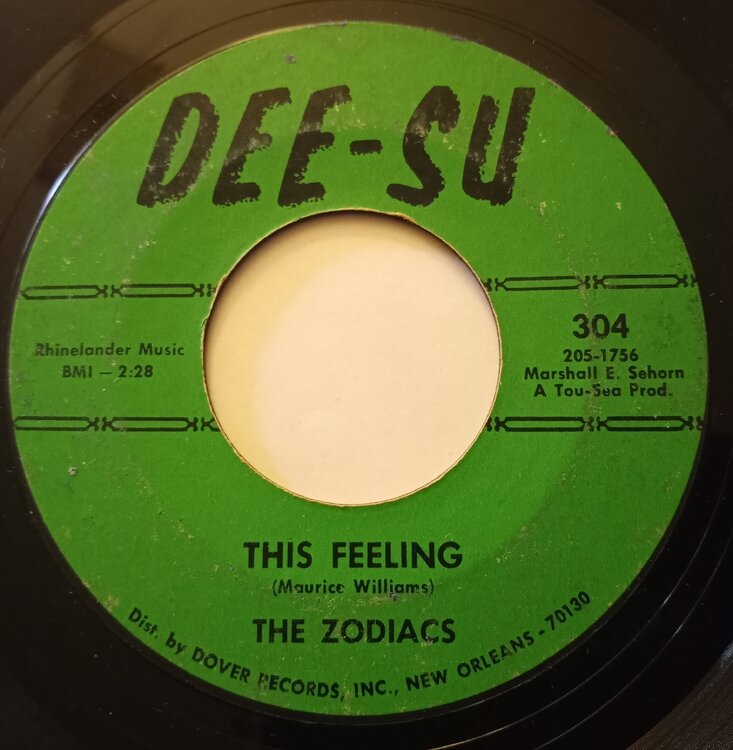 DEE-SU
Rhinelander Music
BMI — 2:28
304
205-1756
Marshall E. Sehorn
A Tou-Sea Prod.
THIS FEELING
(Maurice Williams)
THE ZODIACS
Dist. by DOVER RECORDS, INC., NEW ORLEANS - 70130